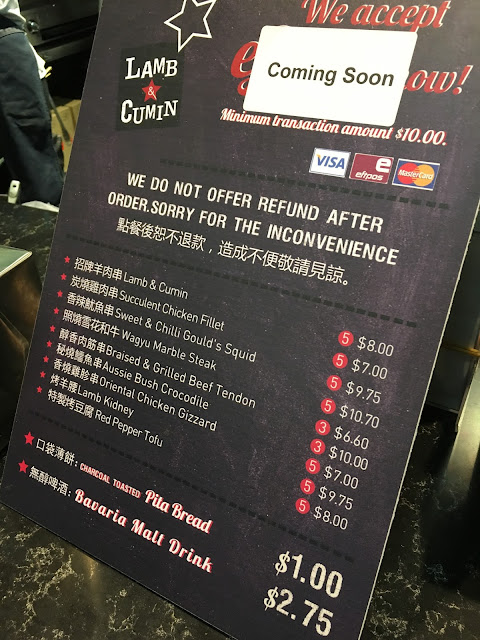 We accept
Coming Soon
Minimum transaction amount $10.00.
LAMB
&
CUMIN
VISA
e
eftpos
MasterCard
WE DO NOT OFFER REFUND AFTER
ORDER.SORRY FOR THE INCONVENIENCE
點餐後恕不退款，造成不便敬請見諒。
招牌羊肉串 Lamb & Cumin 5 $8.00
炭燒雞肉串 Succulent Chicken Fillet 5 $7.00
香辣魷魚串 Sweet & Chilli Gould's Squid 5 $9.75
照燒雪花和牛 Wagyu Marble Steak 5 $10.70
醇香肉筋串 Braised & Grilled Beef Tendon 3 $6.60
秘燒鱷魚串 Aussie Bush Crocodile 3 $10.00
香燒雞胗串 Oriental Chicken Gizzard 5 $7.00
烤羊腰 Lamb Kidney 5 $9.75
特製烤豆腐 Red Pepper Tofu 5 $8.00
口袋薄餅: CHARCOAL TOASTED Pita Bread $1.00
無醇啤酒: Bavaria Malt Drink $2.75